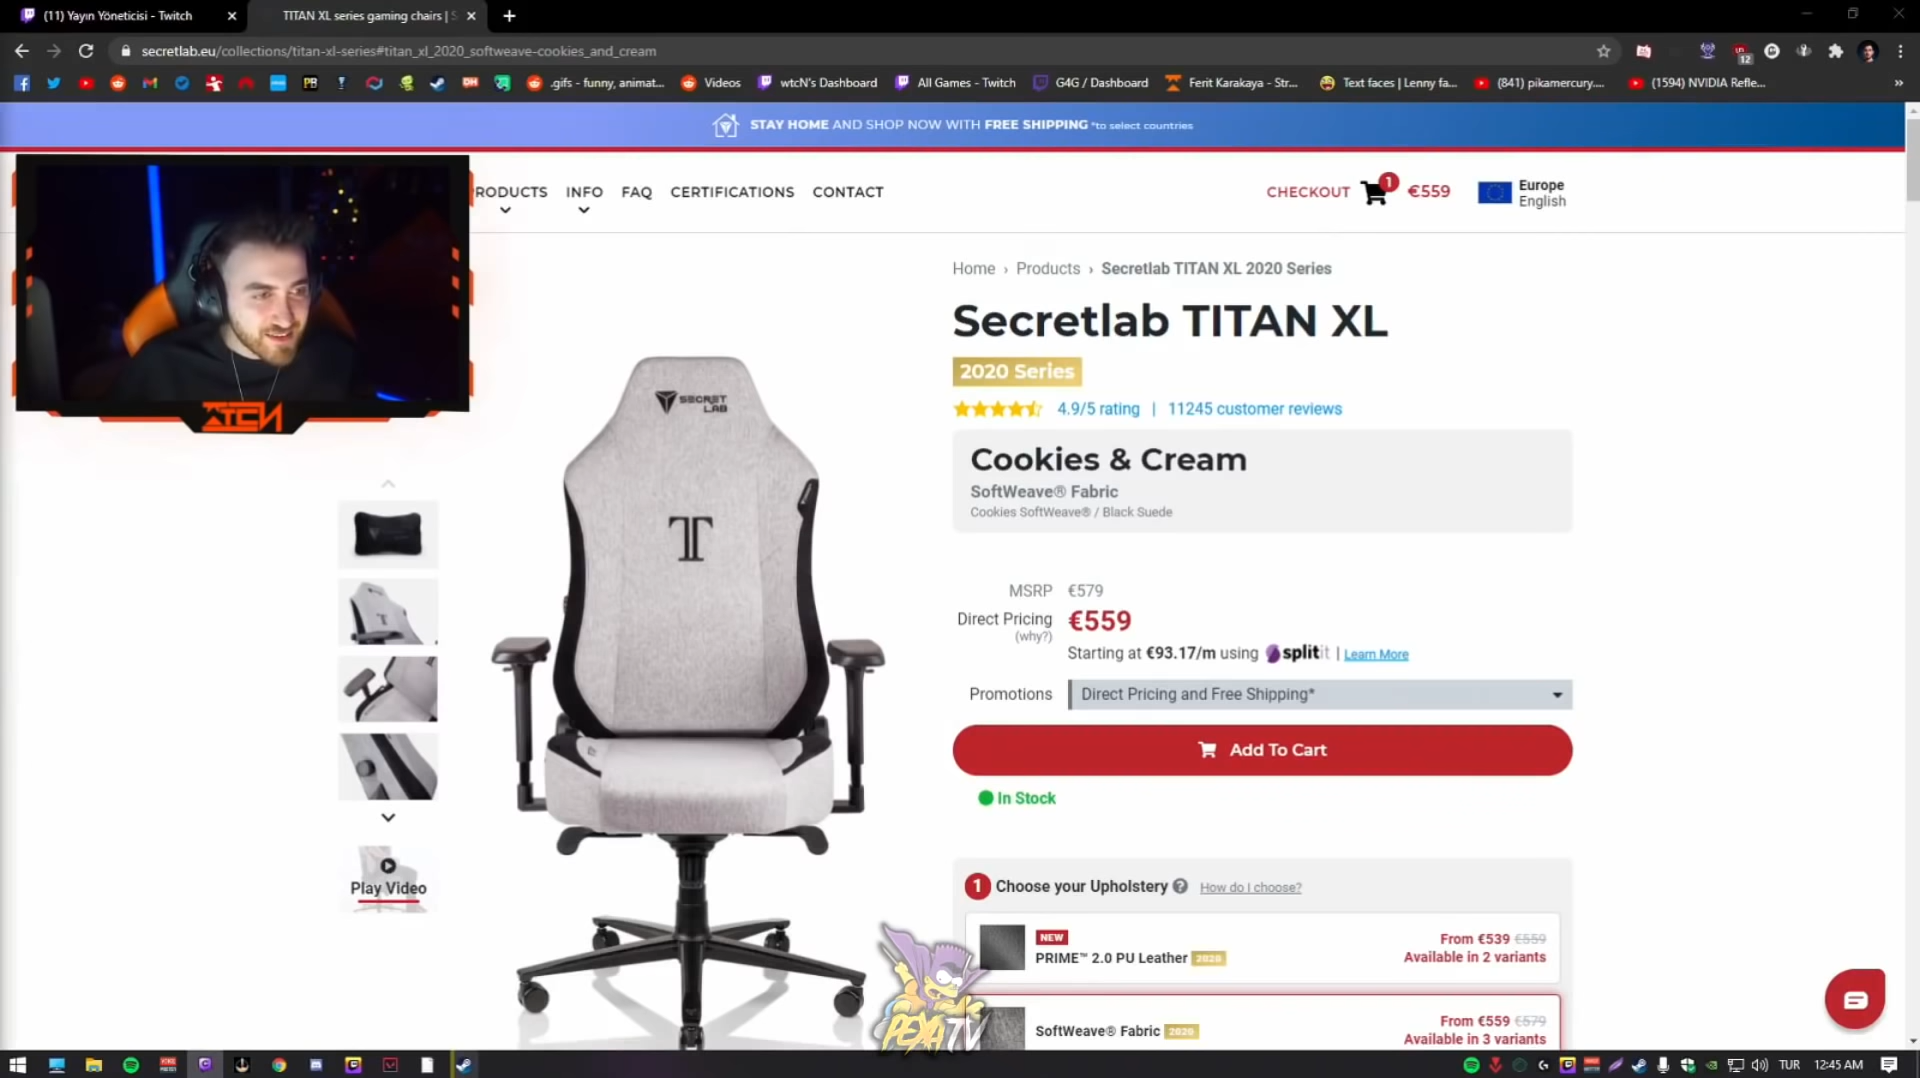 (11) Yayın Yöneticisi - Twitch
TITAN XL series gaming chairs | S
secretlab.eu/collections/titan-xl-series#titan_xl_2020_softweave-cookies_and_cream
12
PB
DH
.gifs - funny, animat...
Videos
wtcN's Dashboard
All Games - Twitch
G4G / Dashboard
Ferit Karakaya - Str...
Text faces | Lenny fa...
(841) pikamercury....
(1594) NVIDIA Refle...
STAY HOME AND SHOP NOW WITH FREE SHIPPING *to select countries
RODUCTS
INFO
FAQ
CERTIFICATIONS
CONTACT
CHECKOUT
1
€559
Europe
English
Home › Products › Secretlab TITAN XL 2020 Series
Secretlab TITAN XL
2020 Series
4.9/5 rating | 11245 customer reviews
Cookies & Cream
SoftWeave® Fabric
Cookies SoftWeave® / Black Suede
SECRET
LAB
T
MSRP €579
Direct Pricing €559
(why?)
Starting at €93.17/m using splitit | Learn More
Promotions Direct Pricing and Free Shipping*
Add To Cart
In Stock
Play Video
1 Choose your Upholstery ? How do I choose?
NEW
PRIME™ 2.0 PU Leather 2020
From €539 €559
Available in 2 variants
SoftWeave® Fabric 2020
From €559 €579
Available in 3 variants
PEXATV
TUR
12:45 AM